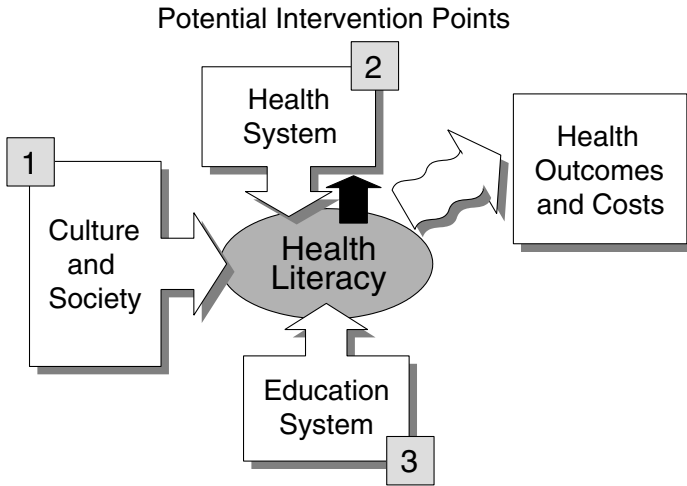 Potential Intervention Points
2
Health
System
Health
Outcomes
and Costs
1
Culture
and
Society
Health
Literacy
Education
System
3